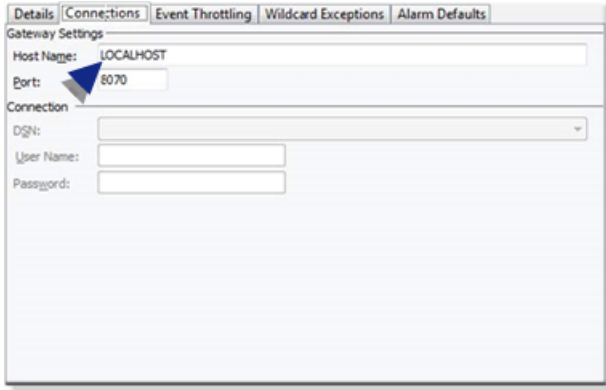 Details Connections Event Throttling Wildcard Exceptions Alarm Defaults
Gateway Settings
Host Name: LOCALHOST
Port: 8070
Connection
DSN:
User Name:
Password: